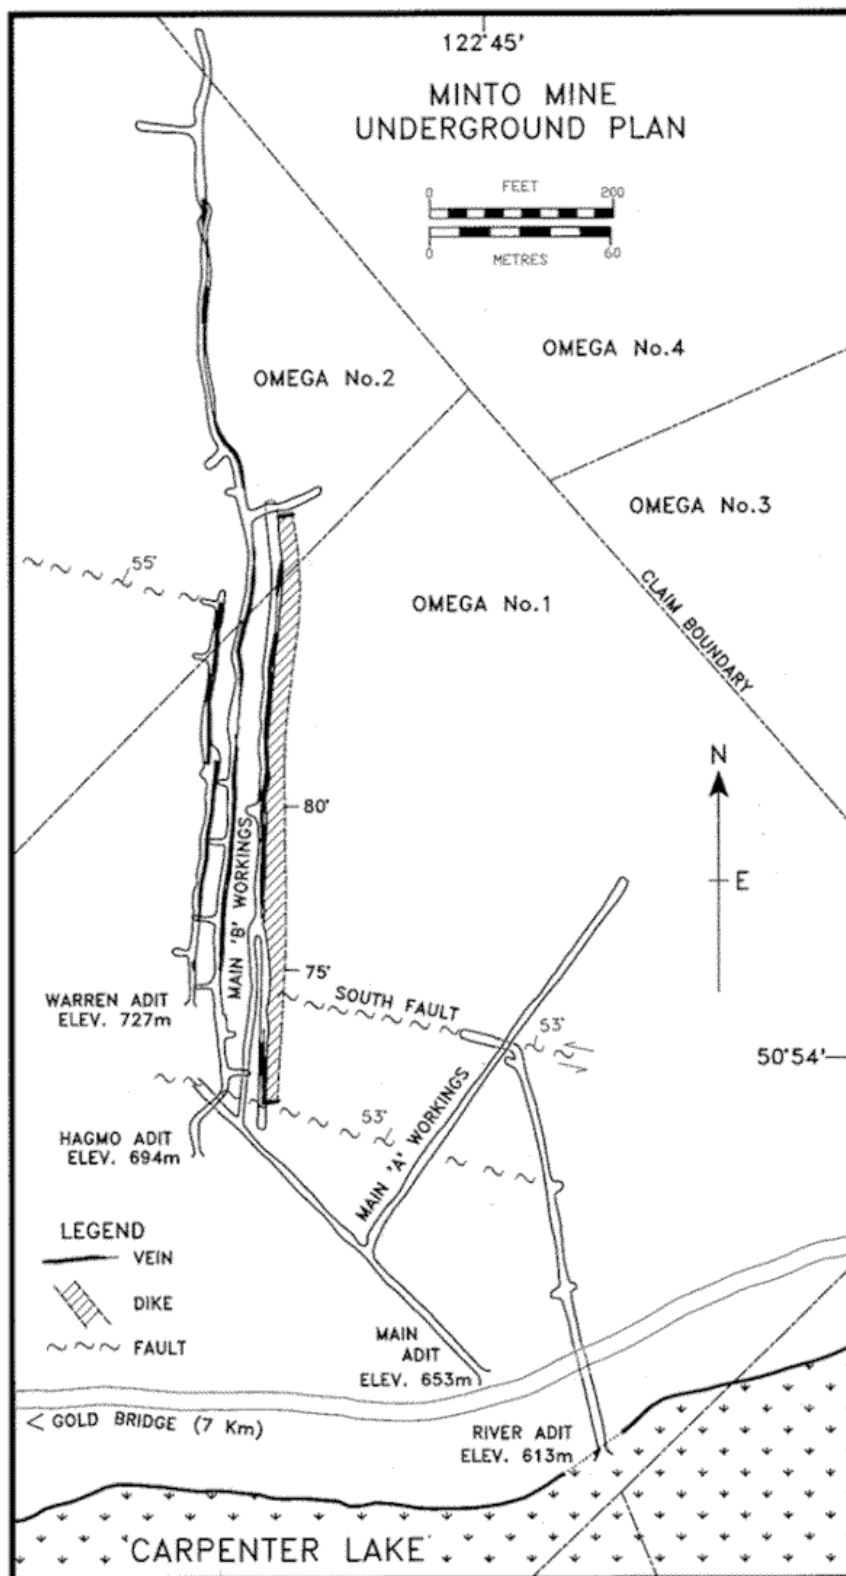 122°45'
MINTO MINE
UNDERGROUND PLAN
0 FEET 200
0 METRES 60
OMEGA No.4
OMEGA No.2
OMEGA No.3
55°
OMEGA No.1
CLAIM BOUNDARY
N
E
80°
MAIN 'B' WORKINGS
75°
WARREN ADIT
ELEV. 727m
SOUTH FAULT
53°
50°54'
53°
MAIN 'A' WORKINGS
HAGMO ADIT
ELEV. 694m
LEGEND
VEIN
DIKE
FAULT
MAIN
ADIT
ELEV. 653m
< GOLD BRIDGE (7 Km)
RIVER ADIT
ELEV. 613m
CARPENTER LAKE